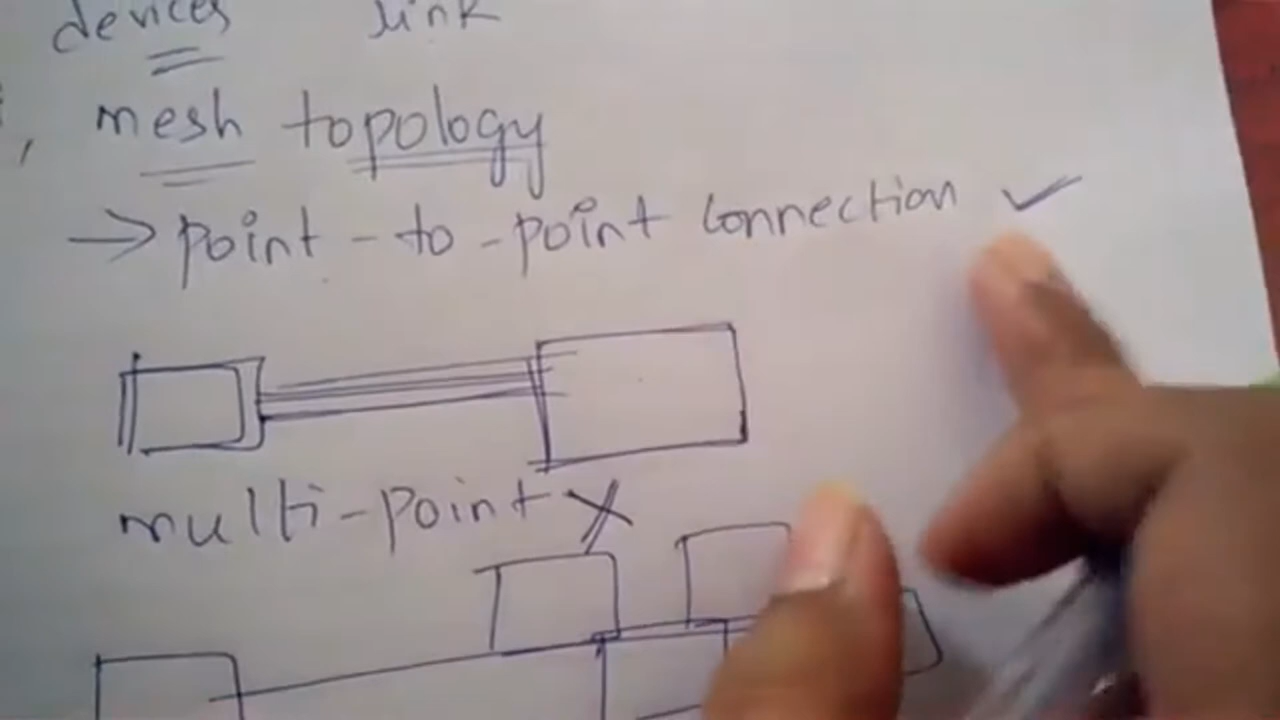 devices link
, mesh topology
→ point-to-point connection ✓
multi-point X